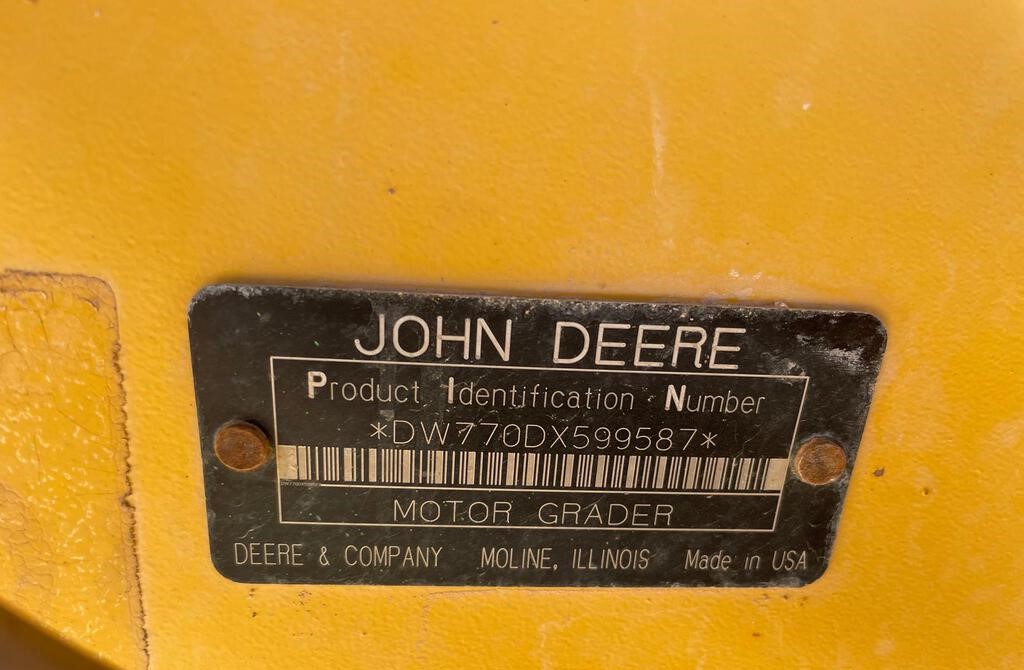 JOHN DEERE
Product Identification Number
*DW770DX599587*
MOTOR GRADER
DEERE & COMPANY MOLINE, ILLINOIS Made in USA